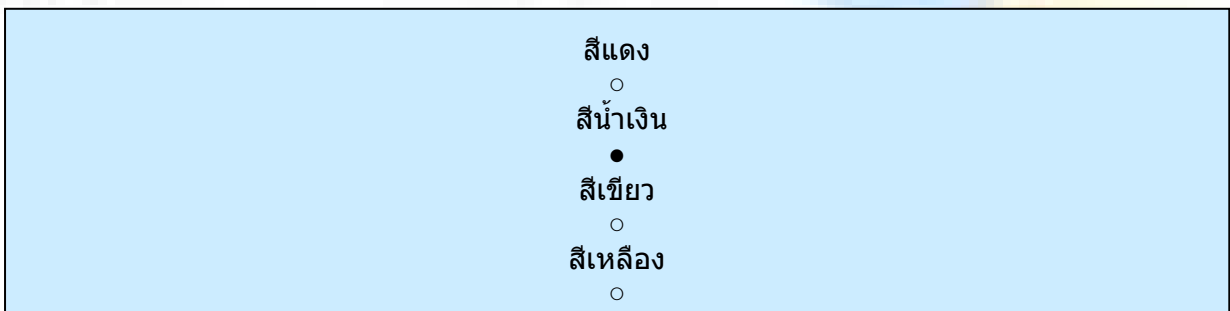 สีแดง
○
สีน้ำเงิน
●
สีเขียว
○
สีเหลือง
○